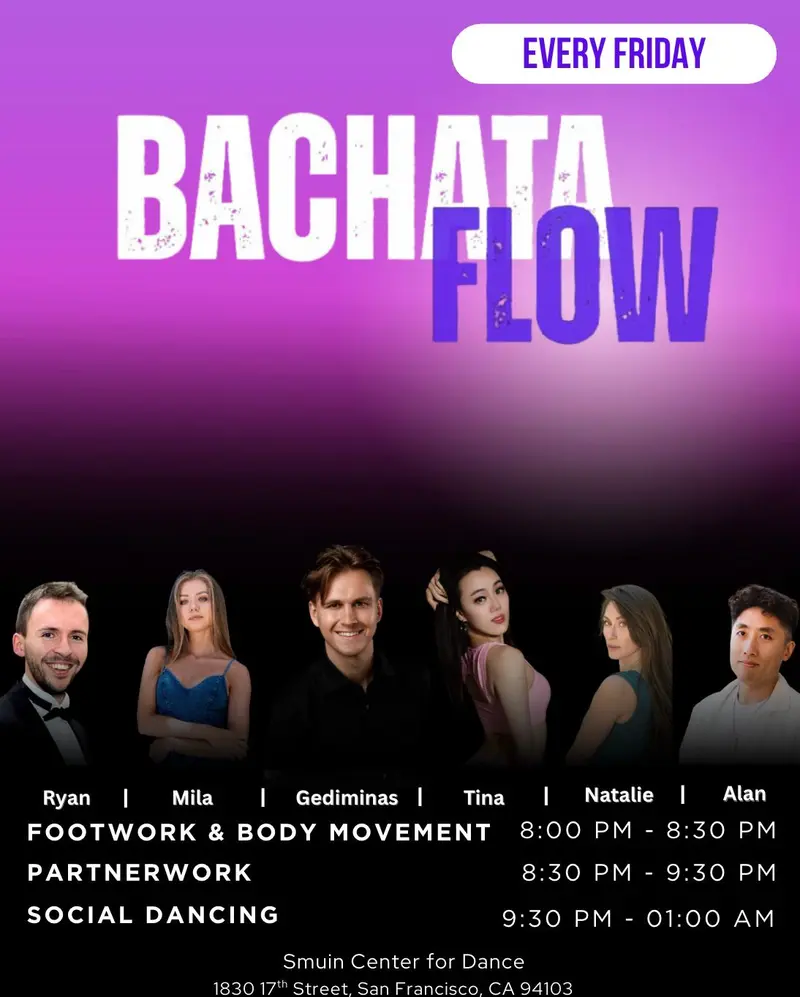 EVERY FRIDAY
BACHATA
FLOW
Ryan | Mila | Gediminas | Tina | Natalie | Alan
FOOTWORK & BODY MOVEMENT 8:00 PM - 8:30 PM
PARTNERWORK 8:30 PM - 9:30 PM
SOCIAL DANCING 9:30 PM - 01:00 AM
Smuin Center for Dance
1830 17th Street, San Francisco, CA 94103